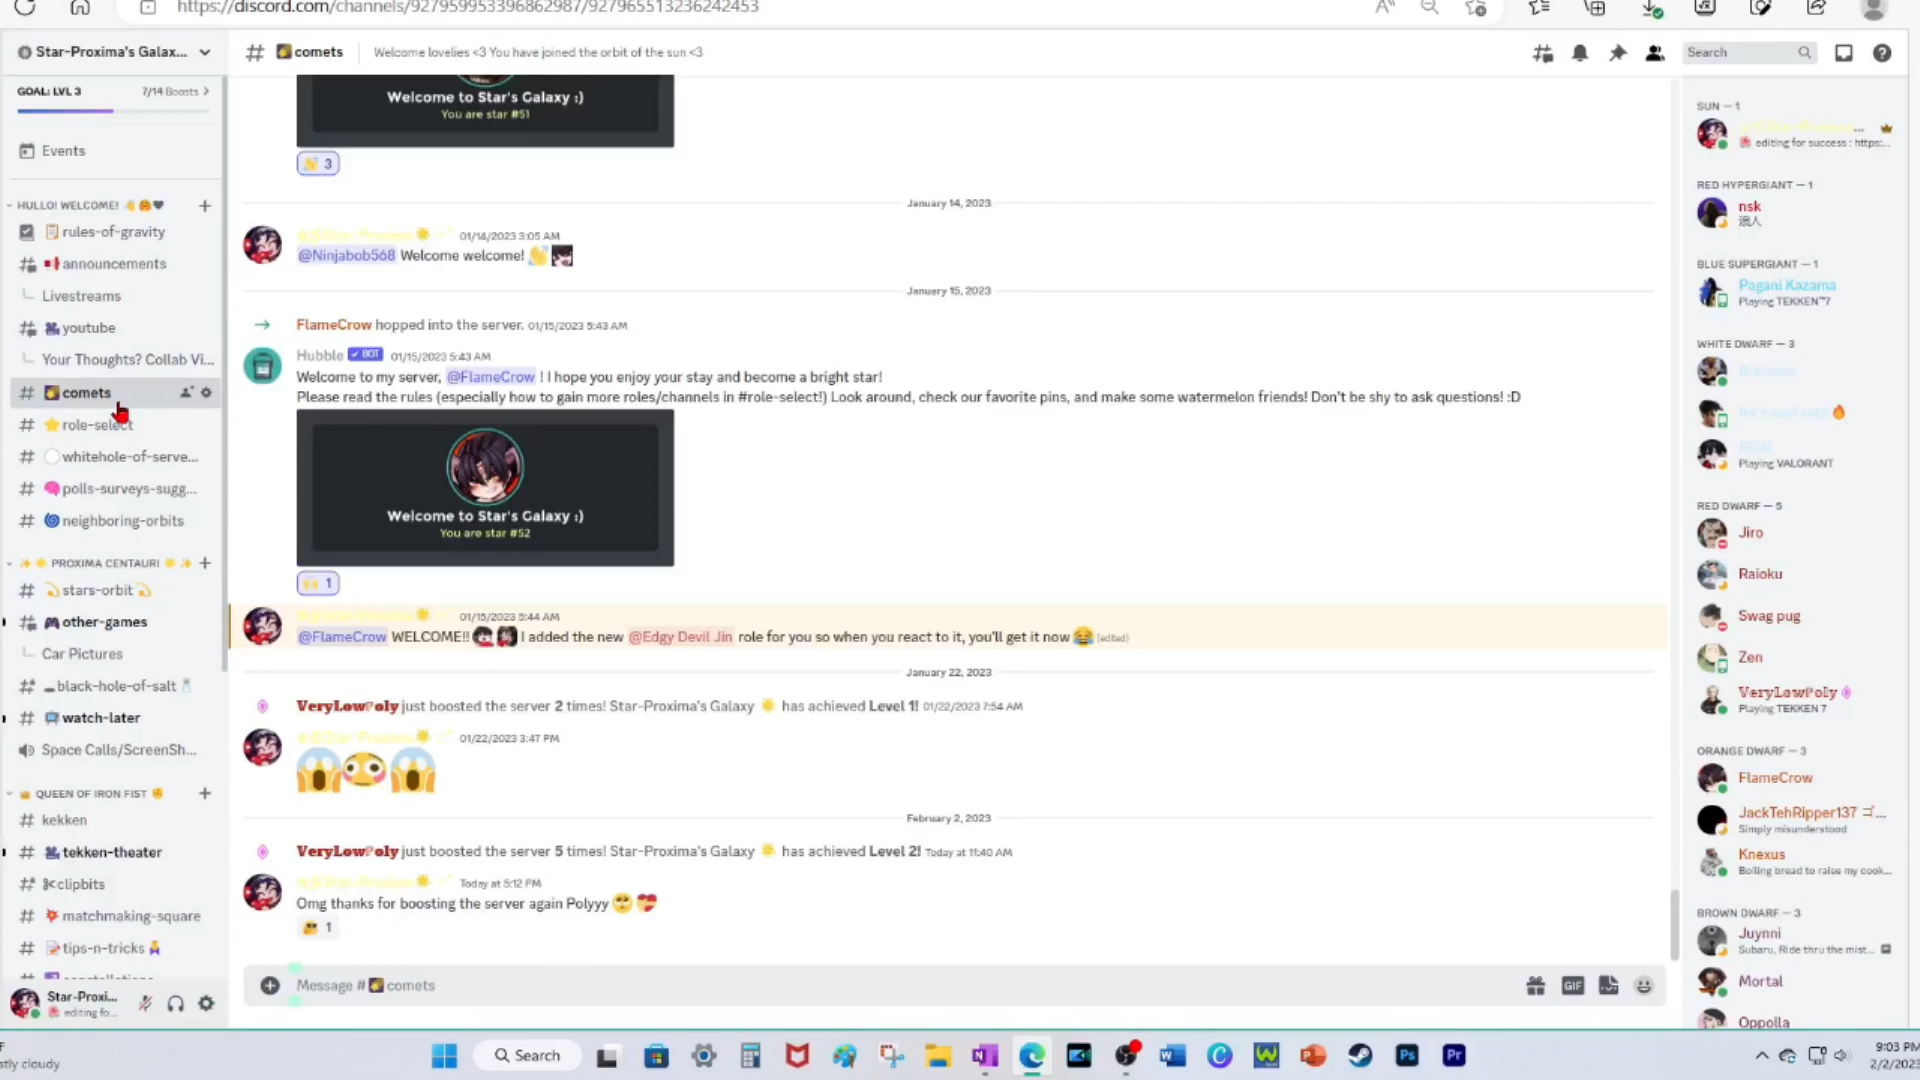 https://discord.com/channels/927959953396862987/927965513236242453
Star-Proxima's Galax...
GOAL: LVL 3 7/14 Boosts >
Events
HULLO! WELCOME!
rules-of-gravity
announcements
Livestreams
youtube
Your Thoughts? Collab Vi...
comets
role-select
whitehole-of-serve...
polls-surveys-sugg...
neighboring-orbits
PROXIMA CENTAURI
stars-orbit
other-games
Car Pictures
black-hole-of-salt
watch-later
Space Calls/ScreenSh...
QUEEN OF IRON FIST
kekken
tekken-theater
clipbits
matchmaking-square
tips-n-tricks
Star-Proxi...
editing fo...
# comets Welcome lovelies <3 You have joined the orbit of the sun <3
Search
Welcome to Star's Galaxy :)
You are star #51
3
January 14, 2023
01/14/2023 3:05 AM
@Ninjabob568 Welcome welcome!
January 15, 2023
FlameCrow hopped into the server. 01/15/2023 5:43 AM
Hubble BOT 01/15/2023 5:43 AM
Welcome to my server, @FlameCrow ! I hope you enjoy your stay and become a bright star!
Please read the rules (especially how to gain more roles/channels in #role-select!) Look around, check our favorite pins, and make some watermelon friends! Don't be shy to ask questions! :D
Welcome to Star's Galaxy :)
You are star #52
1
01/15/2023 5:44 AM
@FlameCrow WELCOME!! I added the new @Edgy Devil Jin role for you so when you react to it, you'll get it now (edited)
January 22, 2023
VeryLowPoly just boosted the server 2 times! Star-Proxima's Galaxy has achieved Level 1! 01/22/2023 7:54 AM
01/22/2023 3:47 PM
February 2, 2023
VeryLowPoly just boosted the server 5 times! Star-Proxima's Galaxy has achieved Level 2! Today at 11:40 AM
Today at 5:12 PM
Omg thanks for boosting the server again Polyyy
1
Message # comets
GIF
SUN — 1
editing for success : https:...
RED HYPERGIANT — 1
nsk
浪人
BLUE SUPERGIANT — 1
Pagani Kazama
Playing TEKKEN™7
WHITE DWARF — 3
Playing VALORANT
RED DWARF — 5
Jiro
Raioku
Swag pug
Zen
VeryLowPoly
Playing TEKKEN 7
ORANGE DWARF — 3
FlameCrow
JackTehRipper137 ゴ...
Simply misunderstood
Knexus
Boiling bread to raise my cook...
BROWN DWARF — 3
Juynni
Subaru, Ride thru the mist...
Mortal
Oppolla
stly cloudy
Search
Ps
Pr
9:03 PM
2/2/2023